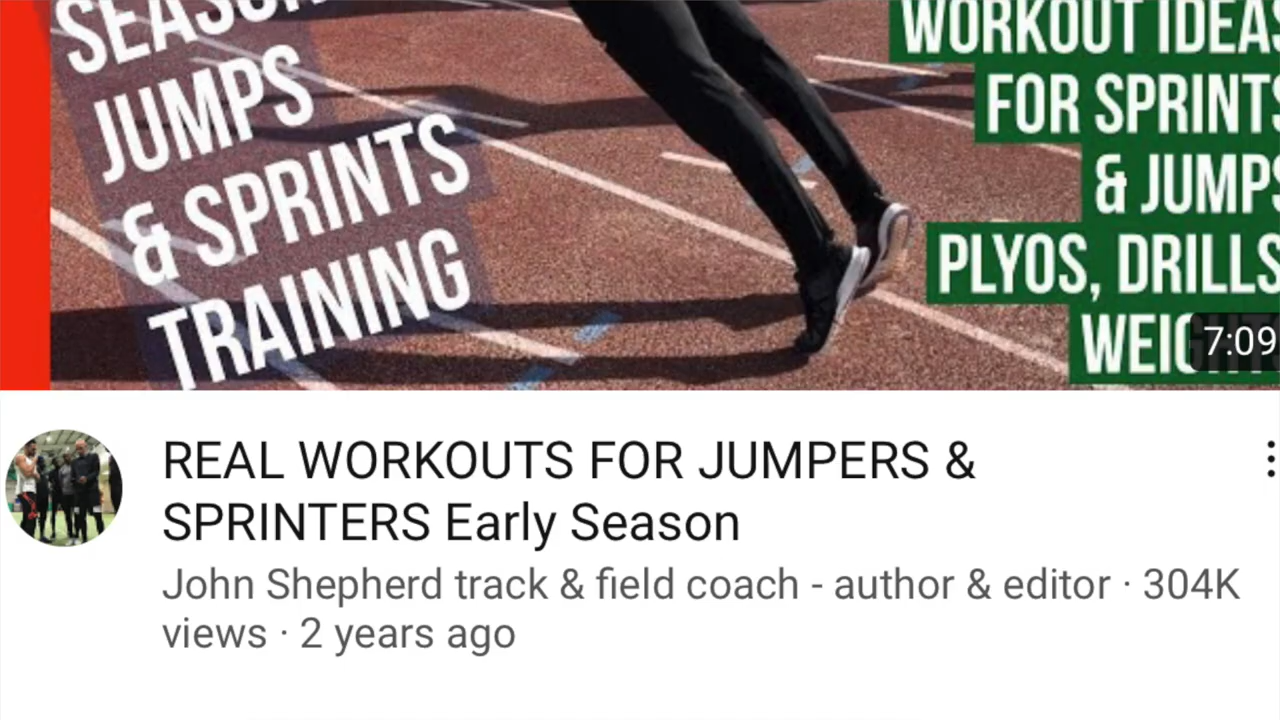 JUMPS
& SPRINTS
TRAINING
WORKOUT IDEAS
FOR SPRINTS
& JUMPS
PLYOS, DRILLS
7:09
REAL WORKOUTS FOR JUMPERS &
SPRINTERS Early Season
John Shepherd track & field coach - author & editor · 304K
views · 2 years ago